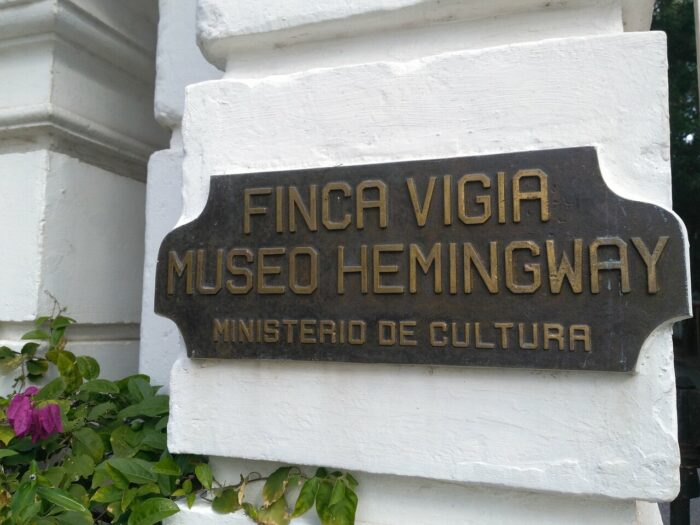 FINCA VIGIA
MUSEO HEMINGWAY
MINISTERIO DE CULTURA